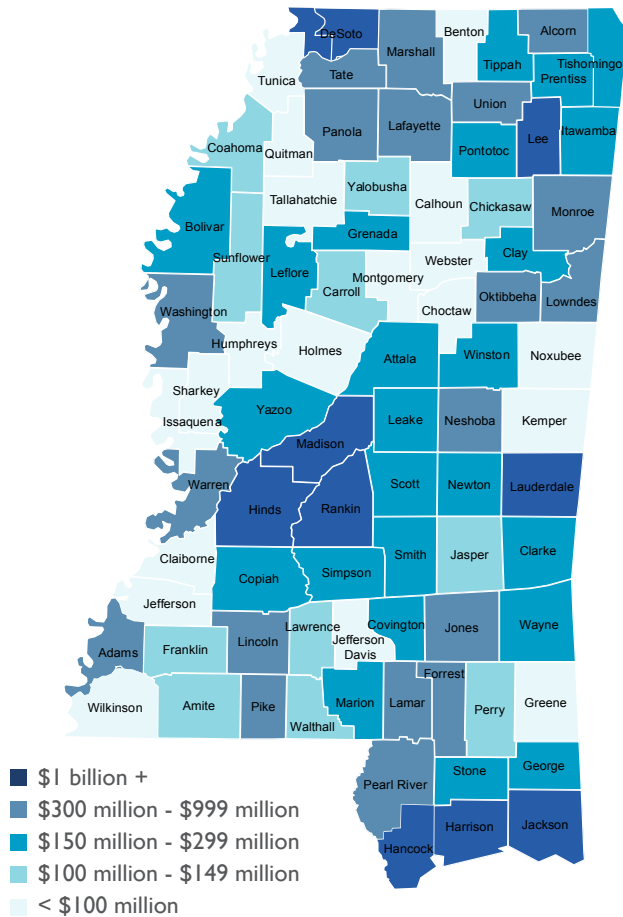 DeSoto
Benton
Alcorn
Marshall
Tippah
Tishomingo
Tate
Prentiss
Tunica
Union
Panola
Lafayette
Lee
Itawamba
Coahoma
Quitman
Pontotoc
Yalobusha
Tallahatchie
Calhoun
Chickasaw
Monroe
Bolivar
Grenada
Sunflower
Leflore
Clay
Webster
Montgomery
Carroll
Oktibbeha
Lowndes
Washington
Choctaw
Humphreys
Holmes
Attala
Winston
Noxubee
Sharkey
Issaquena
Yazoo
Leake
Neshoba
Kemper
Madison
Warren
Scott
Newton
Lauderdale
Hinds
Rankin
Claiborne
Smith
Jasper
Clarke
Copiah
Simpson
Jefferson
Lawrence
Covington
Jones
Wayne
Jefferson
Davis
Adams
Franklin
Lincoln
Forrest
Wilkinson
Amite
Pike
Walthall
Marion
Lamar
Perry
Greene
Stone
George
Pearl River
Hancock
Harrison
Jackson
$1 billion +
$300 million - $999 million
$150 million - $299 million
$100 million - $149 million
< $100 million